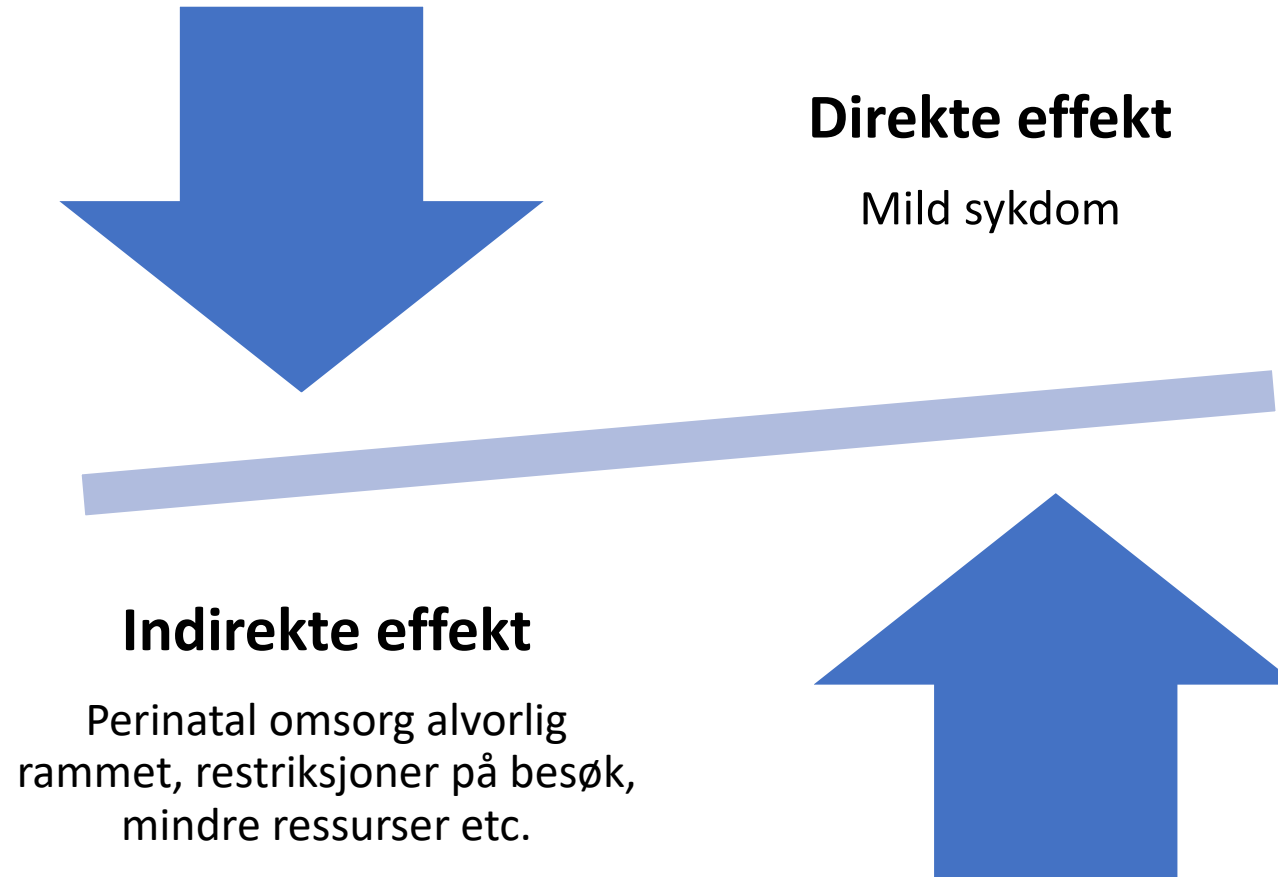 Direkte effekt
Mild sykdom
Indirekte effekt
Perinatal omsorg alvorlig
rammet, restriksjoner på besøk,
mindre ressurser etc.